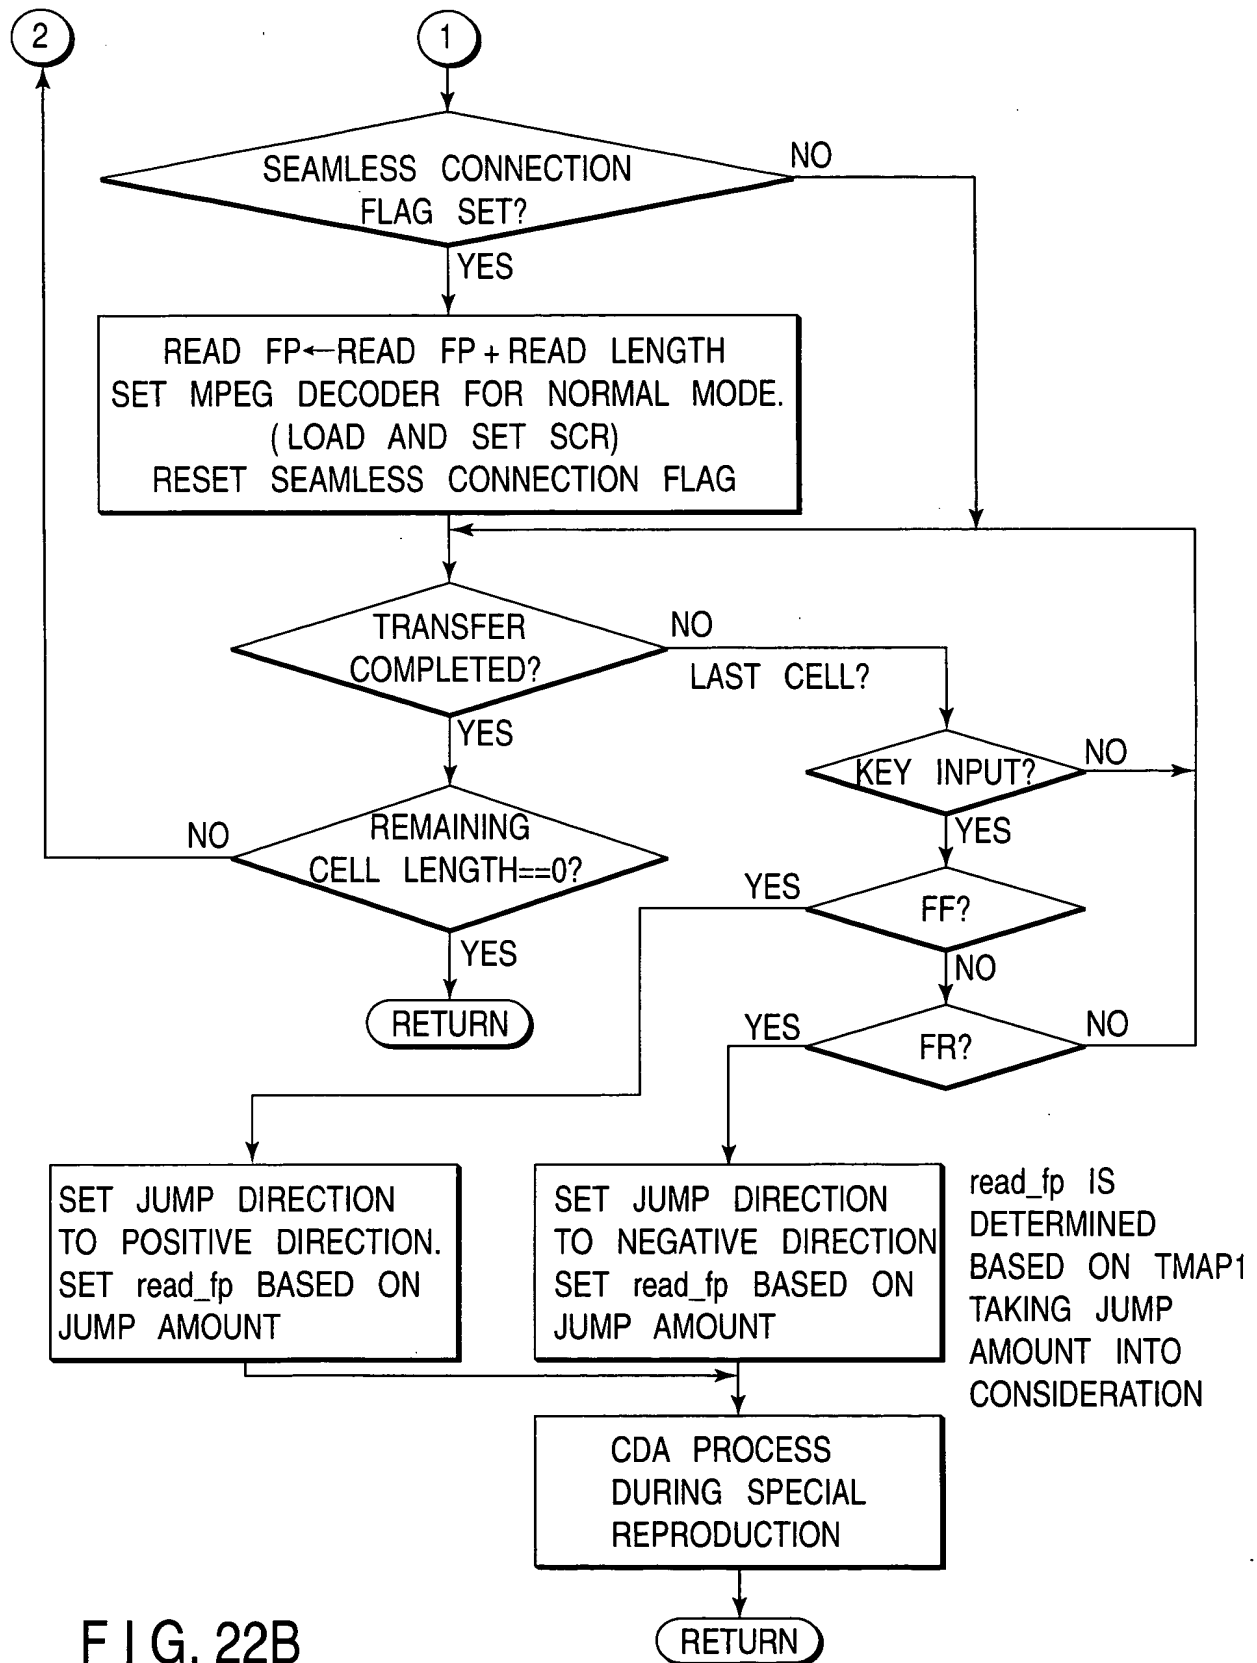 2
1
SEAMLESS CONNECTION
FLAG SET?
NO
YES
READ FP←READ FP + READ LENGTH
SET MPEG DECODER FOR NORMAL MODE.
(LOAD AND SET SCR)
RESET SEAMLESS CONNECTION FLAG
TRANSFER
COMPLETED?
NO
LAST CELL?
YES
KEY INPUT?
NO
YES
REMAINING
CELL LENGTH==0?
NO
YES
RETURN
FF?
YES
NO
FR?
YES
NO
SET JUMP DIRECTION
TO POSITIVE DIRECTION.
SET read_fp BASED ON
JUMP AMOUNT
SET JUMP DIRECTION
TO NEGATIVE DIRECTION
SET read_fp BASED ON
JUMP AMOUNT
read_fp IS
DETERMINED
BASED ON TMAP1
TAKING JUMP
AMOUNT INTO
CONSIDERATION
CDA PROCESS
DURING SPECIAL
REPRODUCTION
RETURN
FIG. 22B